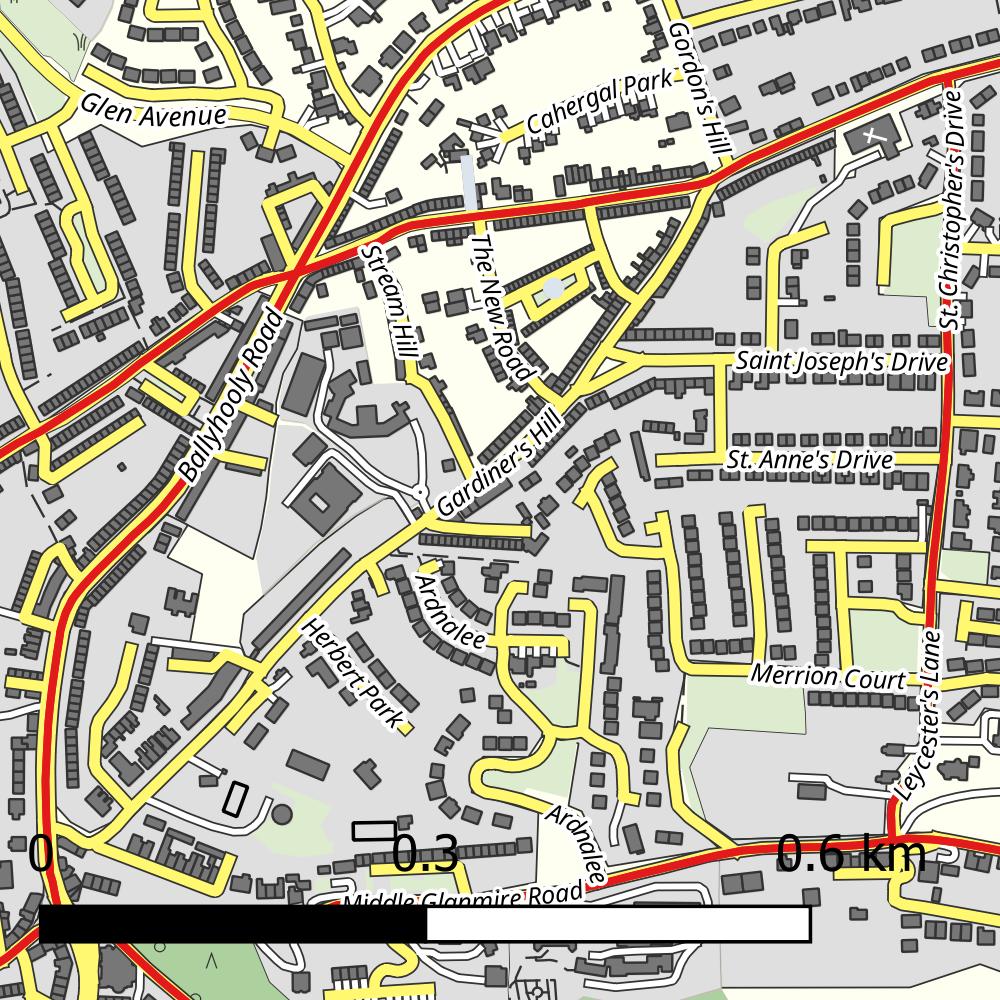 Gordon's Hill
Cahergal Park
Glen Avenue
St. Christopher's Drive
Stream Hill
The New Road
Ballyhooly Road
Saint Joseph's Drive
Gardiner's Hill
St. Anne's Drive
Ardnalee
Herbert Park
Merrion Court
Leycester's Lane
Ardnalee
0
0.3
0.6 km
Middle Glanmire Road